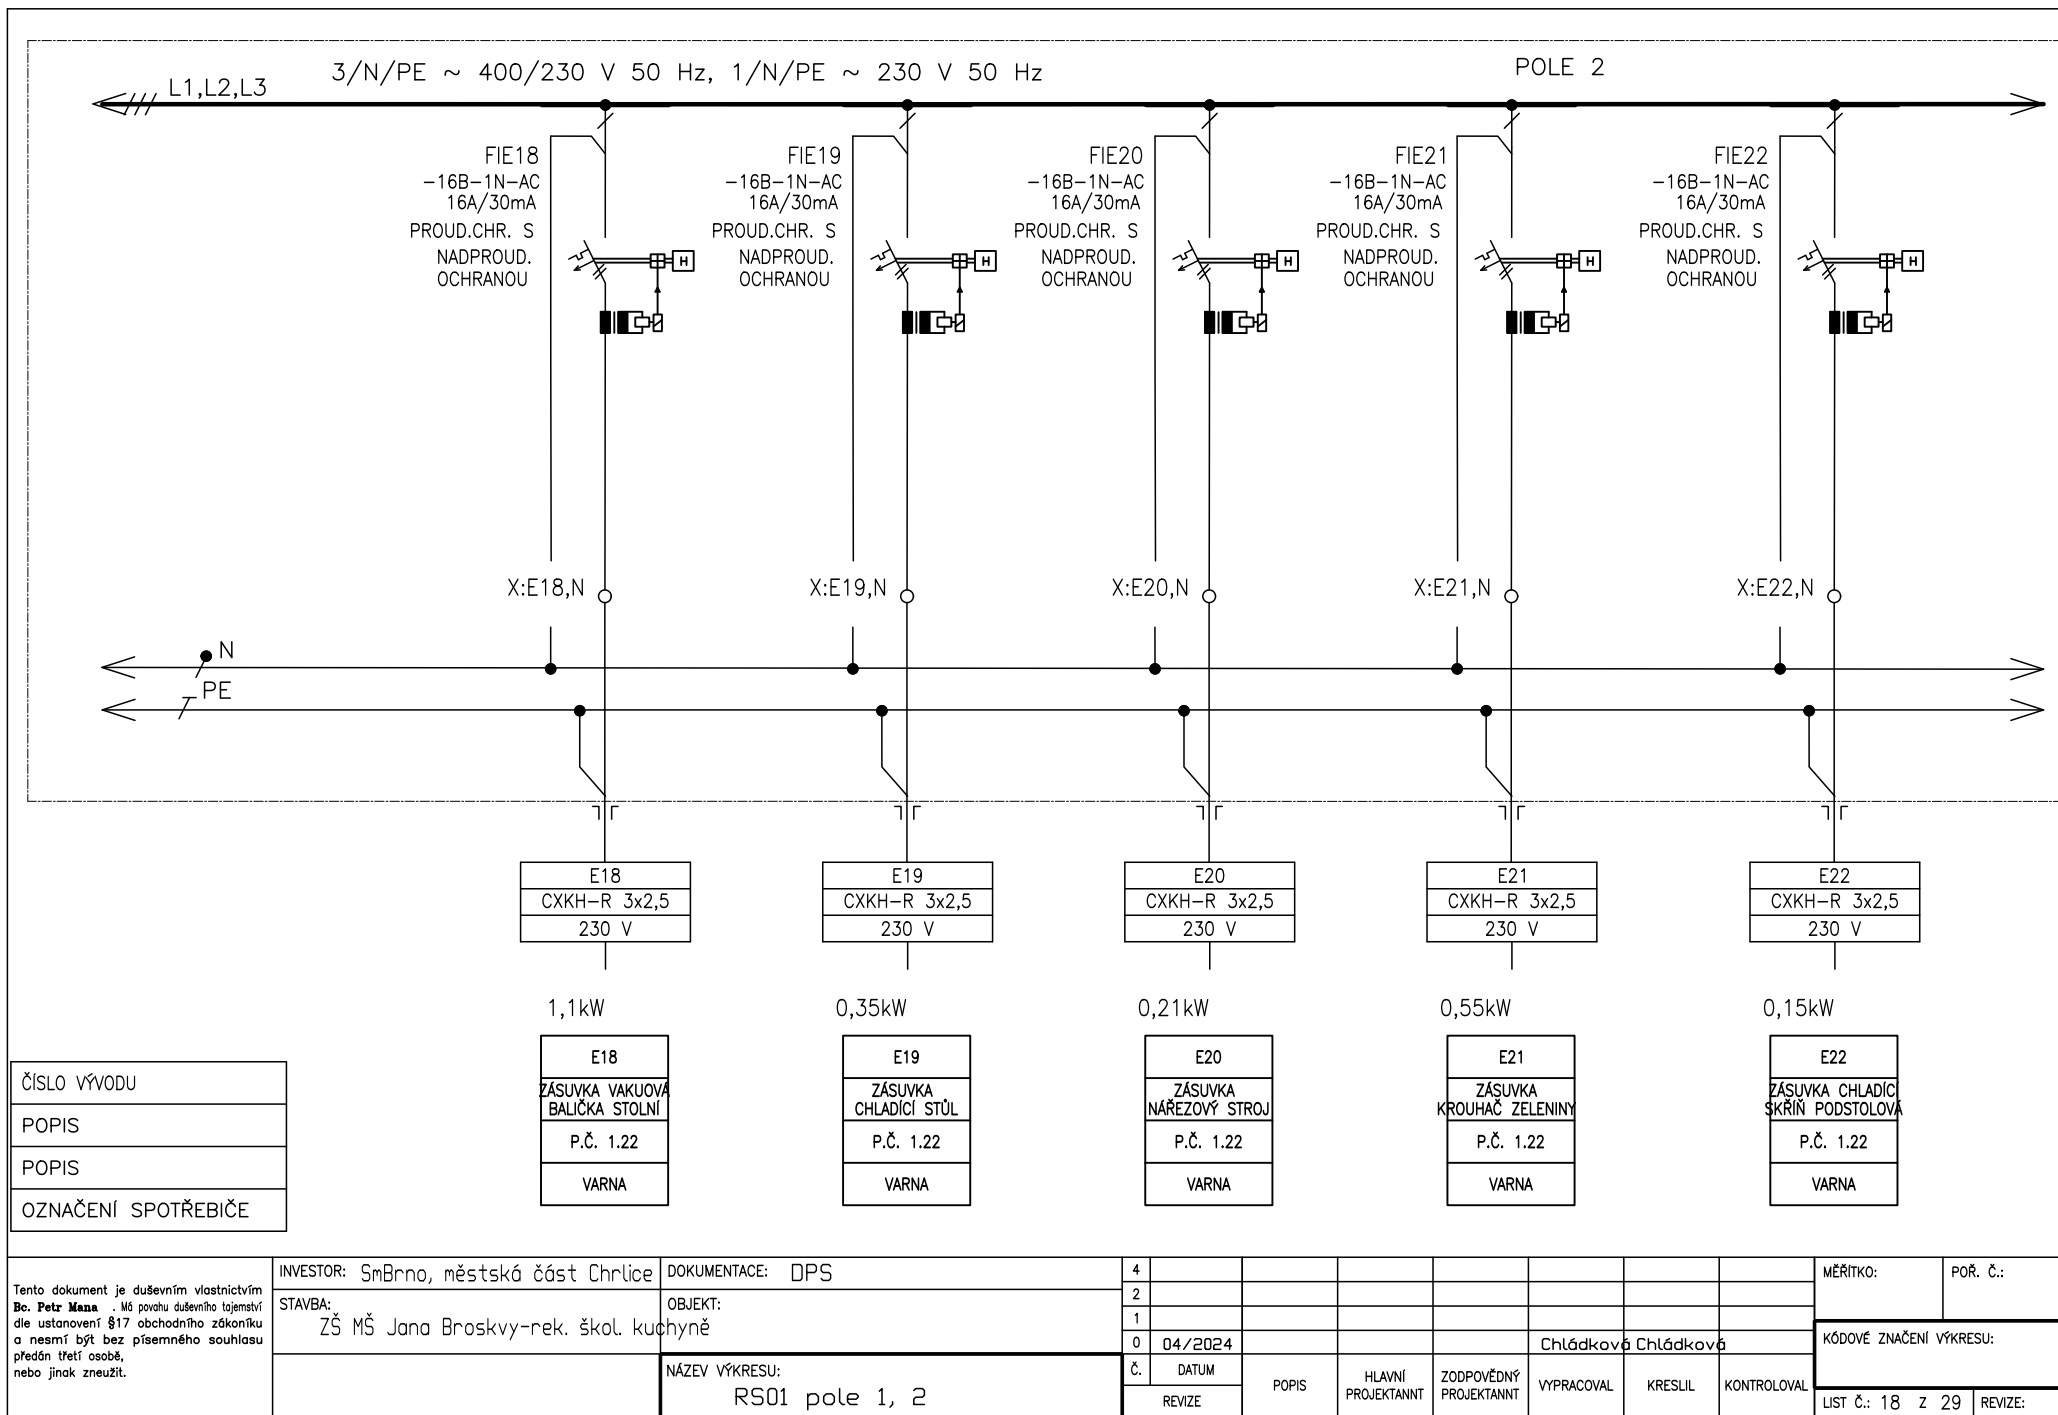 3/N/PE ~ 400/230 V 50 Hz, 1/N/PE ~ 230 V 50 Hz
POLE 2
L1,L2,L3
FIE18
-16B-1N-AC
16A/30mA
PROUD.CHR. S
NADPROUD.
OCHRANOU
H
FIE19
-16B-1N-AC
16A/30mA
PROUD.CHR. S
NADPROUD.
OCHRANOU
H
FIE20
-16B-1N-AC
16A/30mA
PROUD.CHR. S
NADPROUD.
OCHRANOU
H
FIE21
-16B-1N-AC
16A/30mA
PROUD.CHR. S
NADPROUD.
OCHRANOU
H
FIE22
-16B-1N-AC
16A/30mA
PROUD.CHR. S
NADPROUD.
OCHRANOU
H
X:E18,N
X:E19,N
X:E20,N
X:E21,N
X:E22,N
N
PE
E18
CXKH-R 3x2,5
230 V
E19
CXKH-R 3x2,5
230 V
E20
CXKH-R 3x2,5
230 V
E21
CXKH-R 3x2,5
230 V
E22
CXKH-R 3x2,5
230 V
1,1kW
0,35kW
0,21kW
0,55kW
0,15kW
ČÍSLO VÝVODU
POPIS
POPIS
OZNAČENÍ SPOTŘEBIČE
E18
ZÁSUVKA VAKUOVÁ
BALIČKA STOLNÍ
P.Č. 1.22
VARNA
E19
ZÁSUVKA
CHLADÍCÍ STŮL
P.Č. 1.22
VARNA
E20
ZÁSUVKA
NÁŘEZOVÝ STROJ
P.Č. 1.22
VARNA
E21
ZÁSUVKA
KROUHAČ ZELENINY
P.Č. 1.22
VARNA
E22
ZÁSUVKA CHLADÍCÍ
SKŘÍŇ PODSTOLOVÁ
P.Č. 1.22
VARNA
Tento dokument je duševním vlastnictvím
Bc. Petr Mana . Má povahu duševního tajemství
dle ustanovení §17 obchodního zákoníku
a nesmí být bez písemného souhlasu
předán třetí osobě,
nebo jinak zneužit.
INVESTOR: SmBrno, městská část Chrlice
STAVBA:
ZŠ MŠ Jana Broskvy-rek. škol. kuchyně
DOKUMENTACE: DPS
OBJEKT:
NÁZEV VÝKRESU:
RS01 pole 1, 2
4
2
1
0 04/2024 Chládková Chládková
Č. DATUM
REVIZE
POPIS
HLAVNÍ
PROJEKTANNT
ZODPOVĚDNÝ
PROJEKTANNT
VYPRACOVAL
KRESLIL
KONTROLOVAL
MĚŘÍTKO:
POŘ. Č.:
KÓDOVÉ ZNAČENÍ VÝKRESU:
LIST Č.: 18 Z 29
REVIZE: